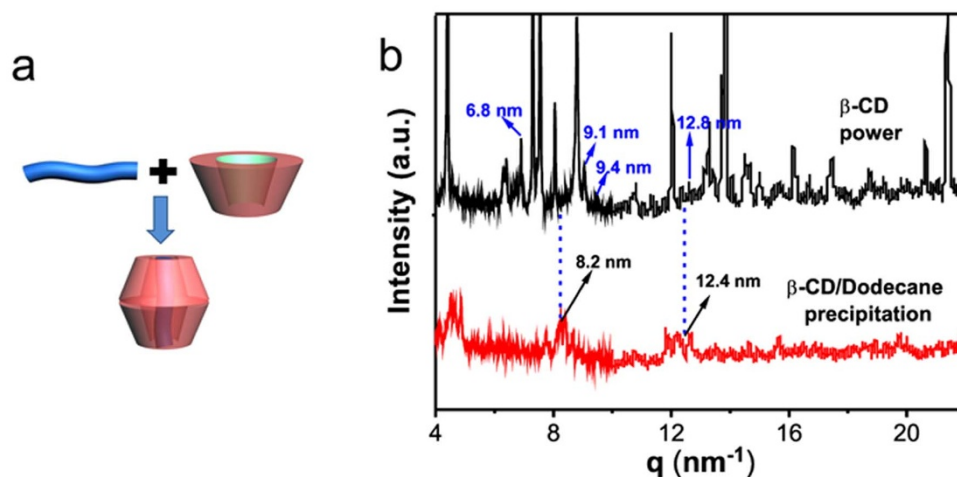 a
b
6.8 nm
9.1 nm
9.4 nm
12.8 nm
β-CD
power
8.2 nm
12.4 nm
β-CD/Dodecane
precipitation
Intensity (a.u.)
4
8
12
16
20
q (nm⁻¹)